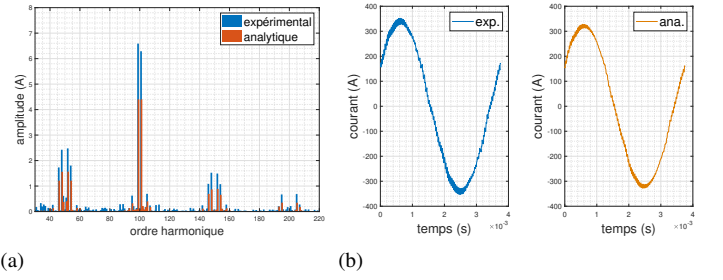 8
7
6
5
4
3
2
1
0
amplitude (A)
expérimental
analytique
40 60 80 100 120 140 160 180 200 220
ordre harmonique
(a)
400
300
200
100
0
-100
-200
-300
-400
courant (A)
exp.
0 1 2 3 4
×10⁻³
temps (s)
400
300
200
100
0
-100
-200
-300
-400
courant (A)
ana.
0 1 2 3 4
×10⁻³
temps (s)
(b)